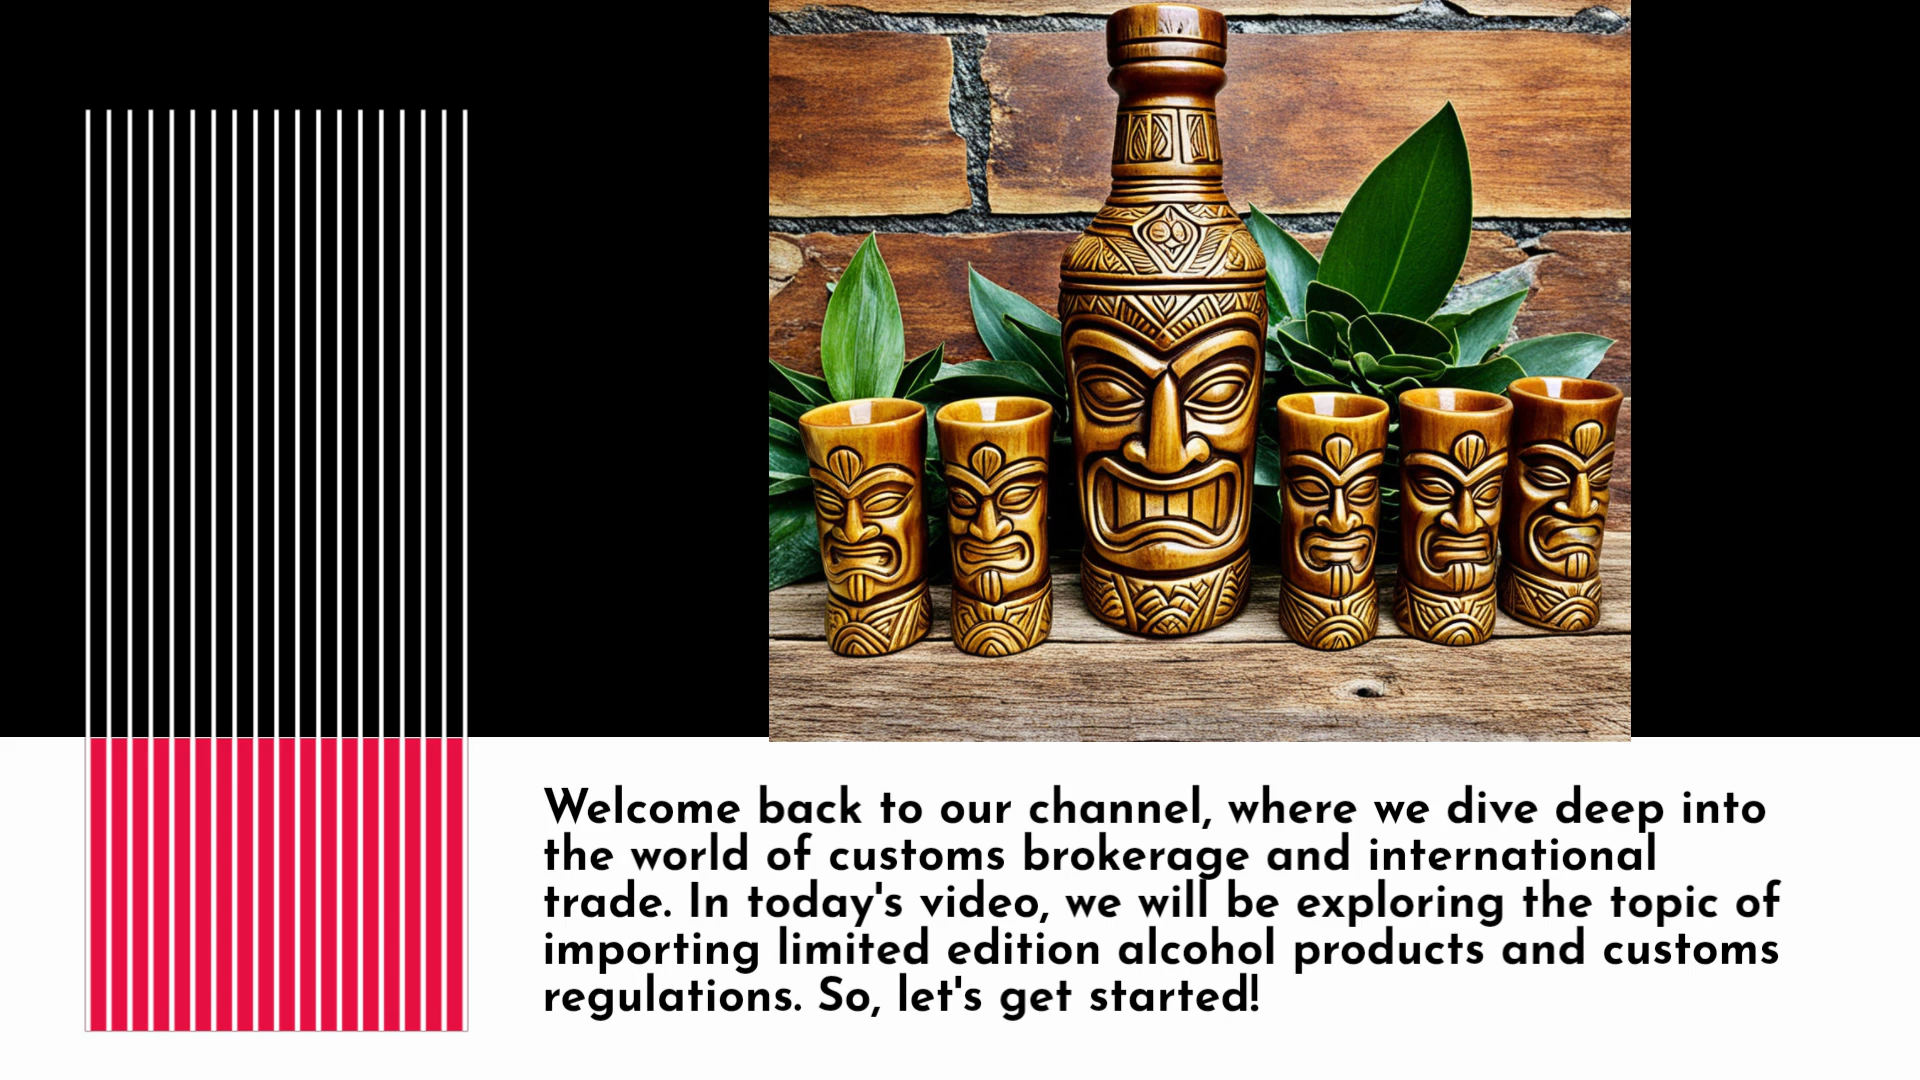 Welcome back to our channel, where we dive deep into
the world of customs brokerage and international
trade. In today's video, we will be exploring the topic of
importing limited edition alcohol products and customs
regulations. So, let's get started!